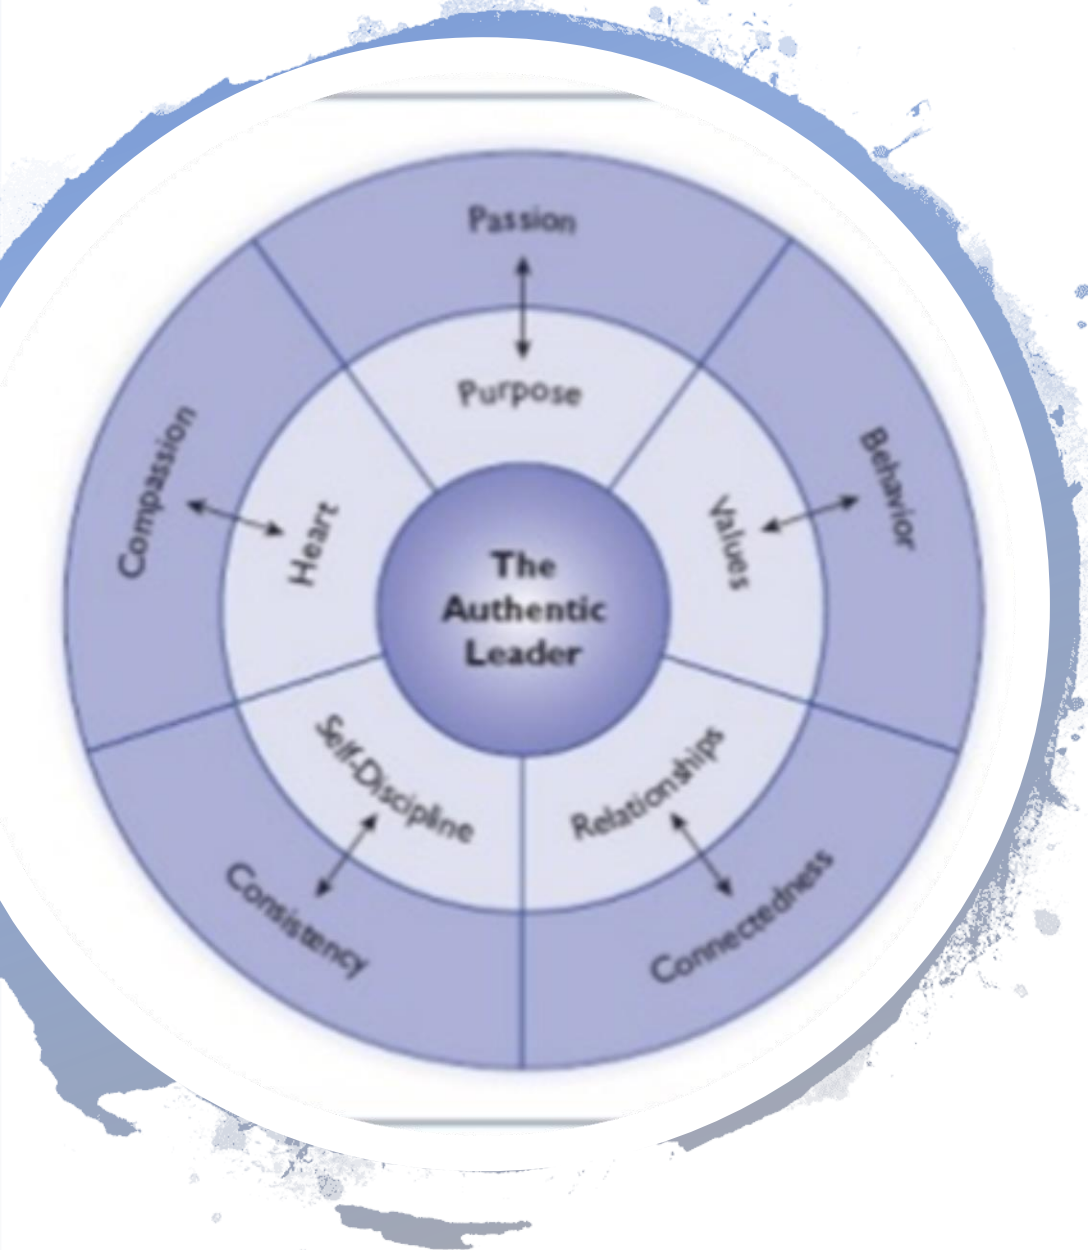 Passion
Purpose
Compassion
Heart
Values
Behavior
The
Authentic
Leader
Self-Discipline
Relationships
Consistency
Connectedness